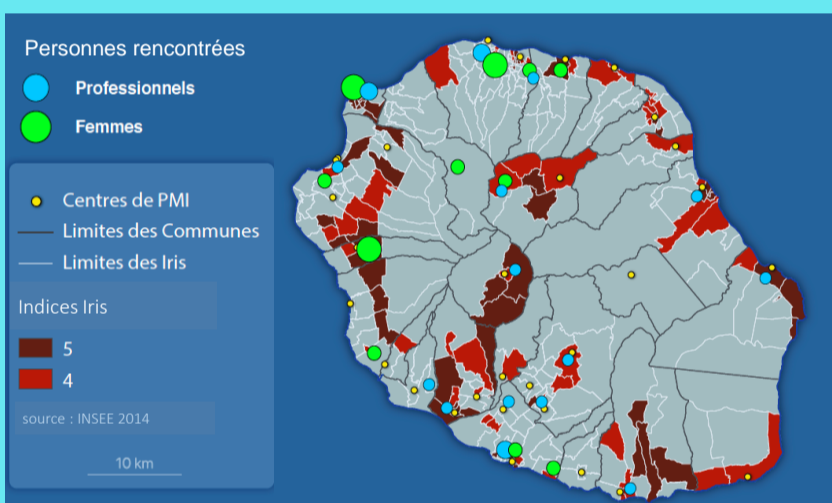 Personnes rencontrées
Professionnels
Femmes
Centres de PMI
Limites des Communes
Limites des Iris
Indices Iris
5
4
source : INSEE 2014
10 km